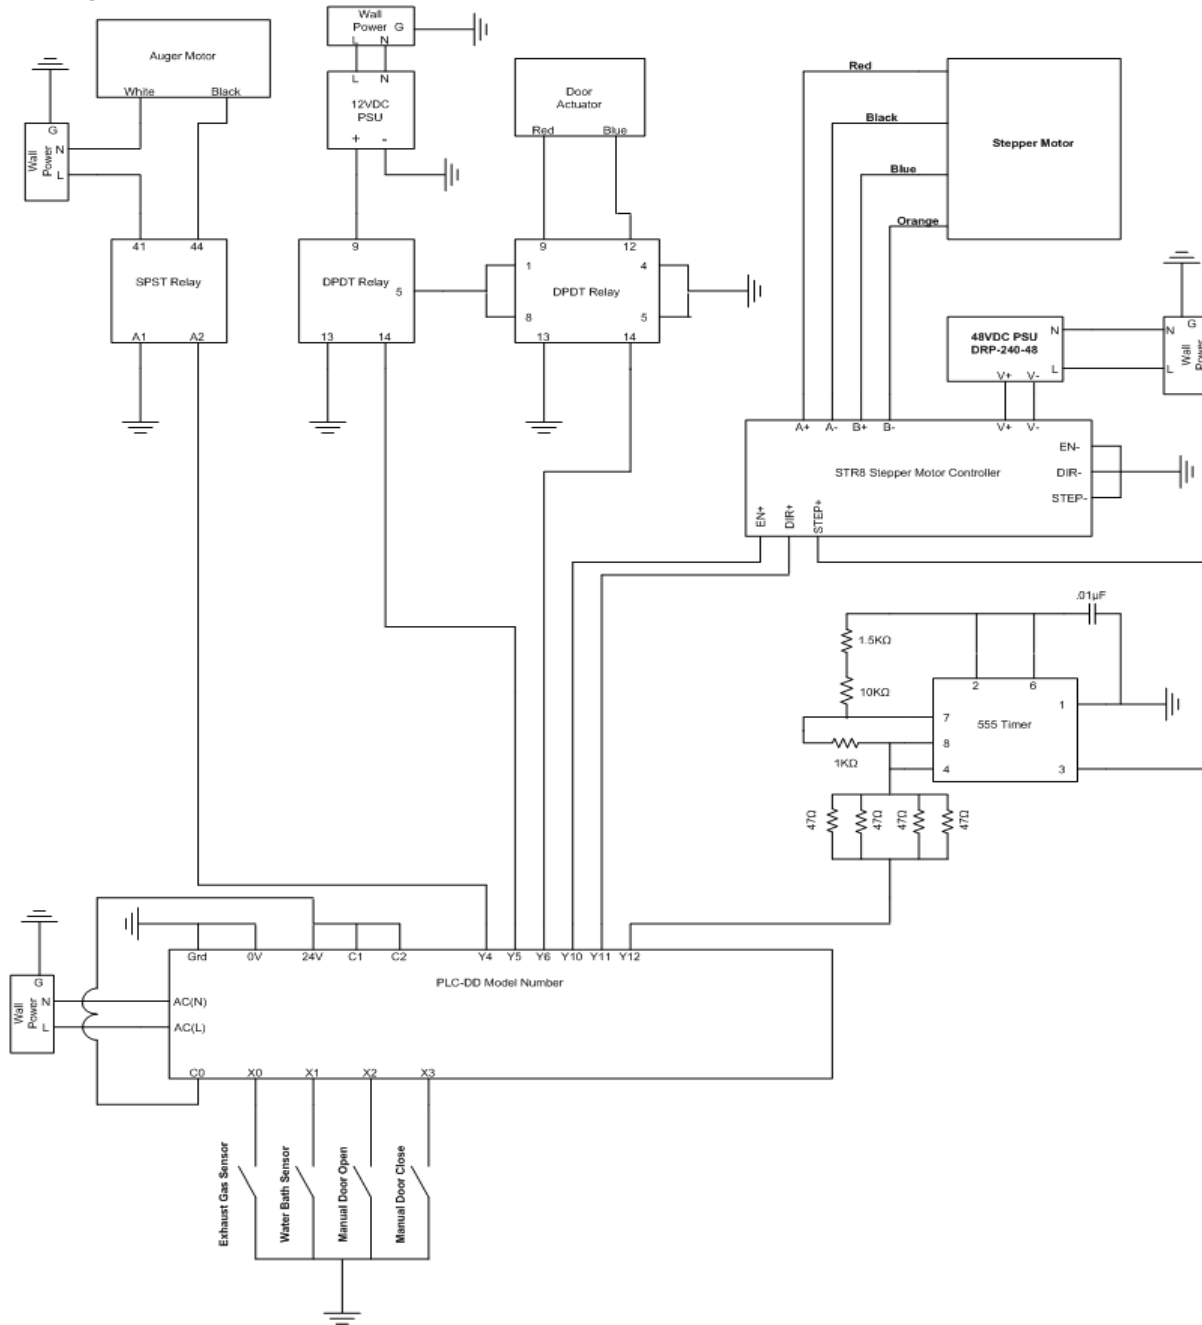 Auger Motor
White
Black
G
N
L
Wall
Power
41
44
SPST Relay
A1
A2
Wall
Power
G
L
N
L
N
12VDC
PSU
+
-
9
DPDT Relay
5
13
14
Door
Actuator
Red
Blue
9
12
1
4
DPDT Relay
8
5
13
14
Red
Black
Blue
Orange
Stepper Motor
48VDC PSU
DRP-240-48
N
L
V+
V-
G
N
L
Wall
Power
A+
A-
B+
B-
V+
V-
EN-
DIR-
STEP-
STR8 Stepper Motor Controller
EN+
DIR+
STEP+
.01µF
1.5KΩ
10KΩ
1KΩ
2
6
1
7
555 Timer
8
4
3
47Ω
47Ω
47Ω
47Ω
Grd
0V
24V
C1
C2
Y4
Y5
Y6
Y10
Y11
Y12
PLC-DD Model Number
G
N
L
Wall
Power
AC(N)
AC(L)
C0
X0
X1
X2
X3
Exhaust Gas Sensor
Water Bath Sensor
Manual Door Open
Manual Door Close